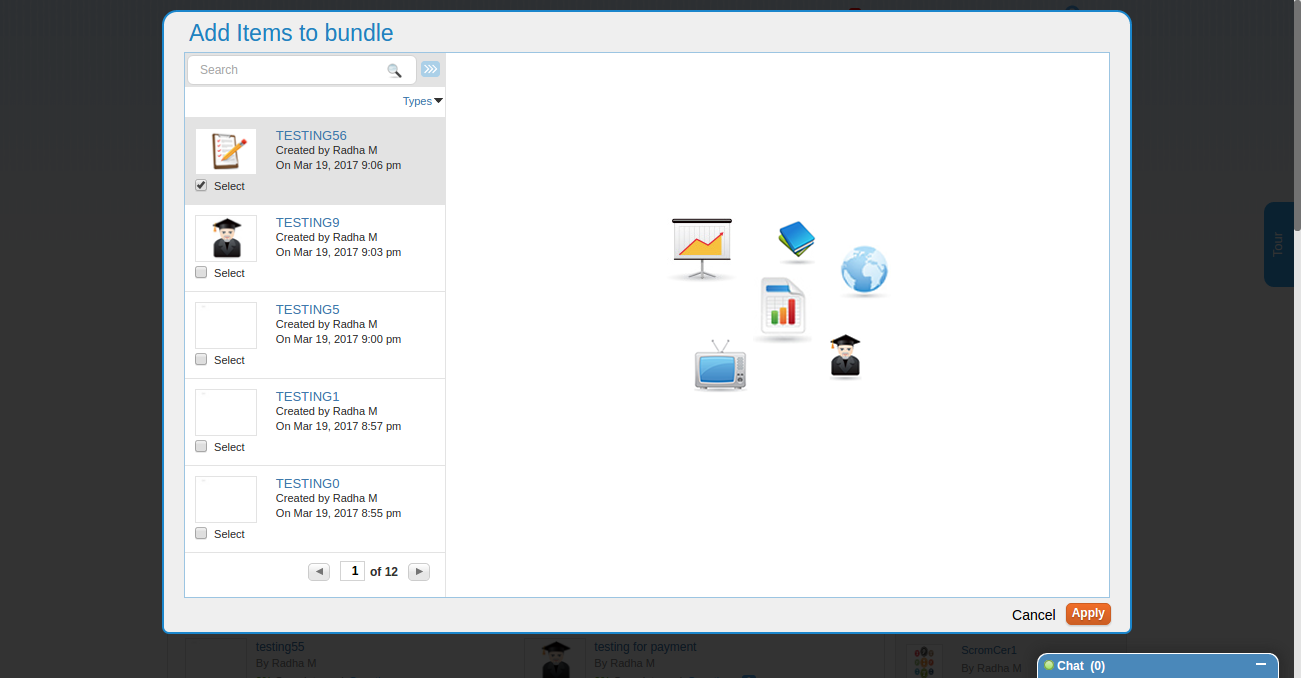 Add Items to bundle
Search
Types
TESTING56
Created by Radha M
On Mar 19, 2017 9:06 pm
Select
TESTING9
Created by Radha M
On Mar 19, 2017 9:03 pm
Select
TESTING5
Created by Radha M
On Mar 19, 2017 9:00 pm
Select
TESTING1
Created by Radha M
On Mar 19, 2017 8:57 pm
Select
TESTING0
Created by Radha M
On Mar 19, 2017 8:55 pm
Select
1 of 12
Cancel Apply
Tour
testing55
By Radha M
testing for payment
By Radha M
ScromCer1
By Radha M
Chat (0)